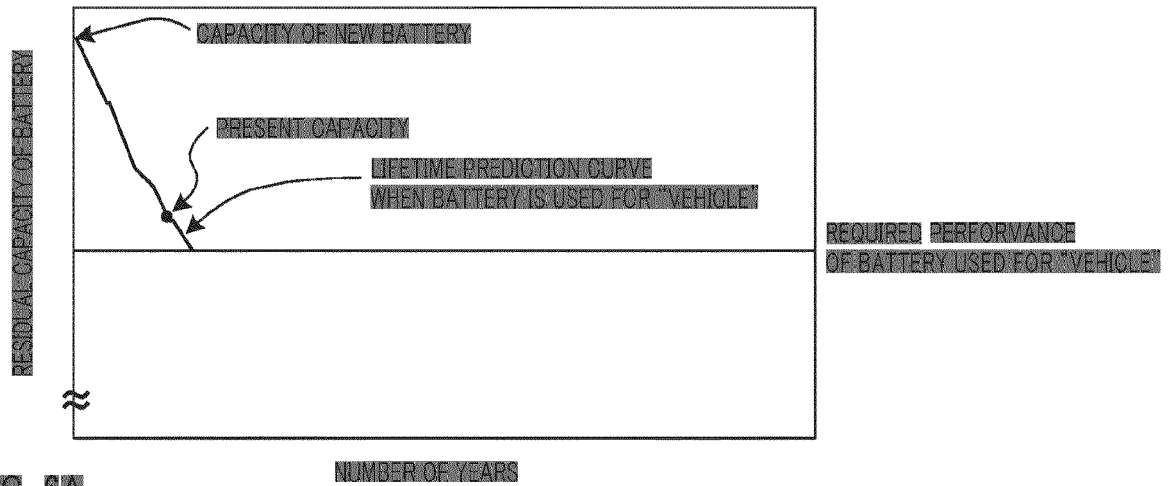 CAPACITY OF NEW BATTERY
RESIDUAL CAPACITY OF BATTERY
PRESENT CAPACITY
LIFETIME PREDICTION CURVE
WHEN BATTERY IS USED FOR "VEHICLE"
REQUIRED PERFORMANCE
OF BATTERY USED FOR "VEHICLE"
≈
NUMBER OF YEARS